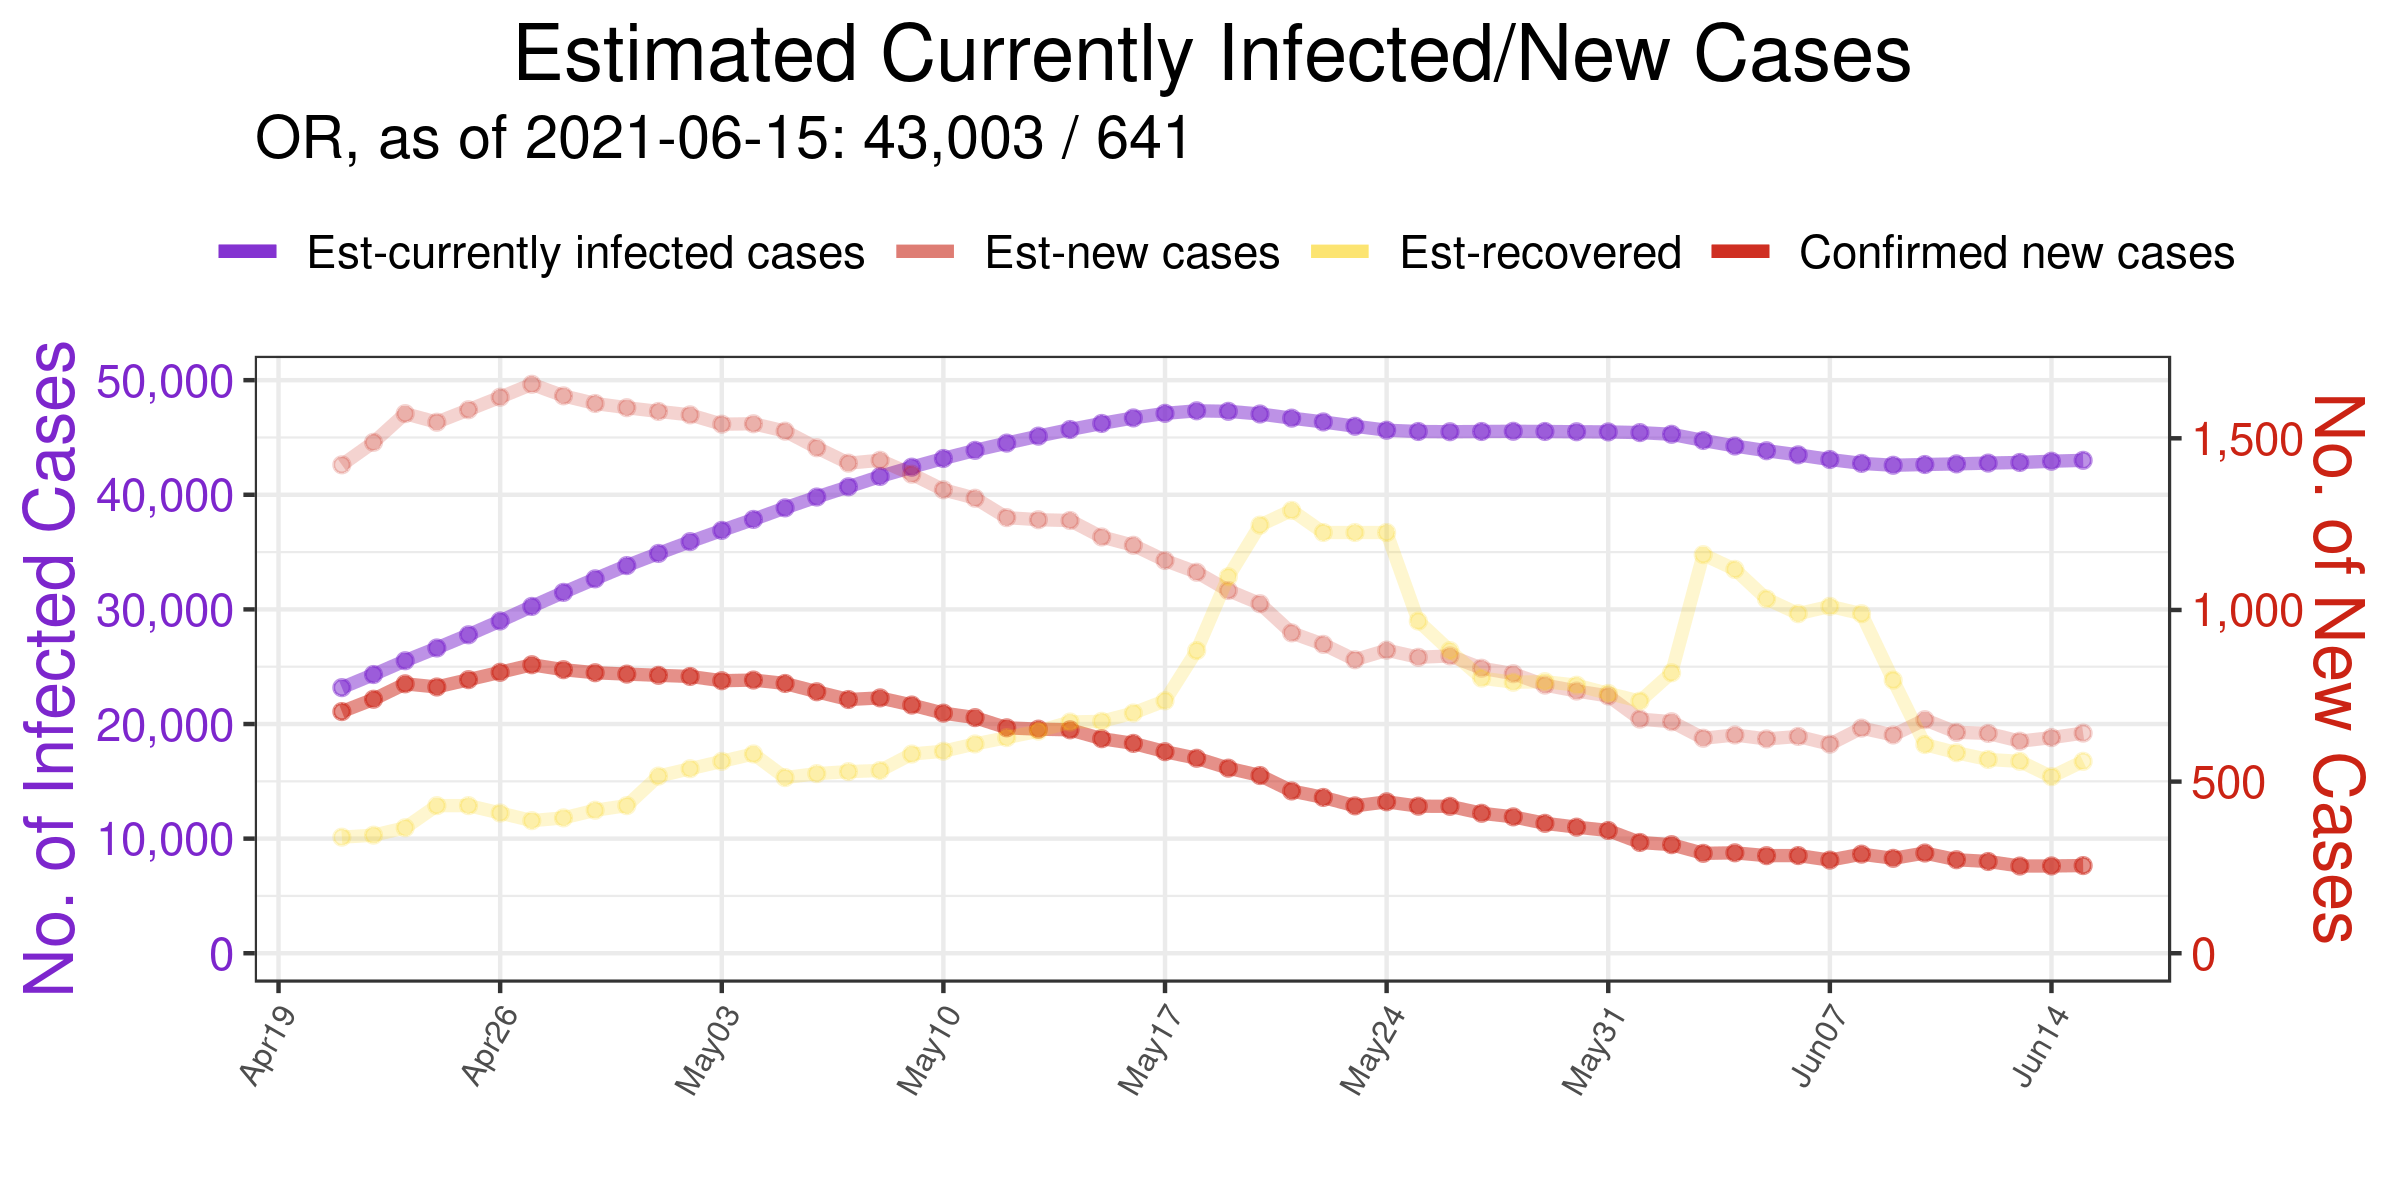 Estimated Currently Infected/New Cases
OR, as of 2021-06-15: 43,003 / 641
Est-currently infected cases Est-new cases Est-recovered Confirmed new cases
No. of Infected Cases
50,000
40,000
30,000
20,000
10,000
0
1,500
1,000
500
0
No. of New Cases
Apr19 Apr26 May03 May10 May17 May24 May31 Jun07 Jun14